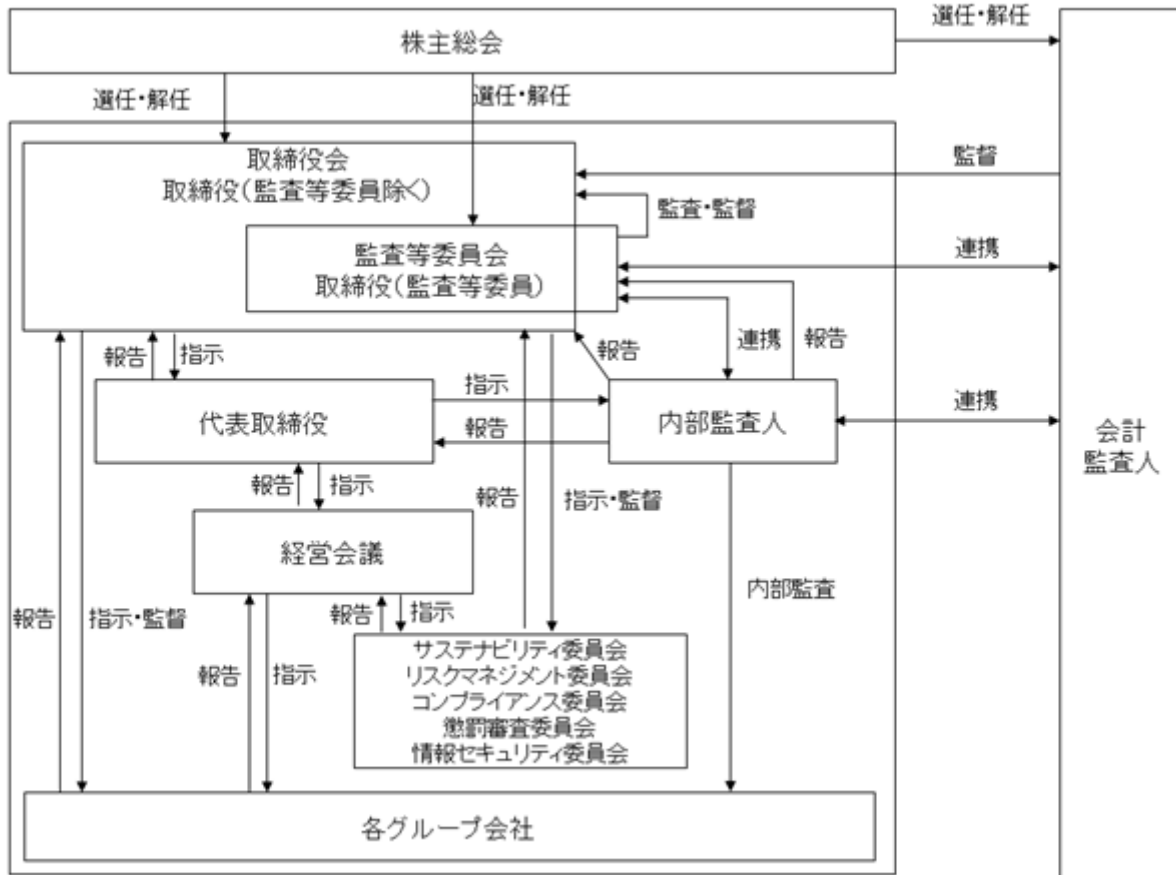 選任・解任
株主総会
選任・解任
選任・解任
取締役会
取締役(監査等委員除く)
監督
監査・監督
監査等委員会
取締役(監査等委員)
連携
報告
指示
報告
連携
報告
代表取締役
指示
報告
内部監査人
連携
会計
監査人
報告
指示
報告
指示・監督
経営会議
内部監査
報告
指示・監督
報告
指示
報告
指示
サステナビリティ委員会
リスクマネジメント委員会
コンプライアンス委員会
懲罰審査委員会
情報セキュリティ委員会
各グループ会社